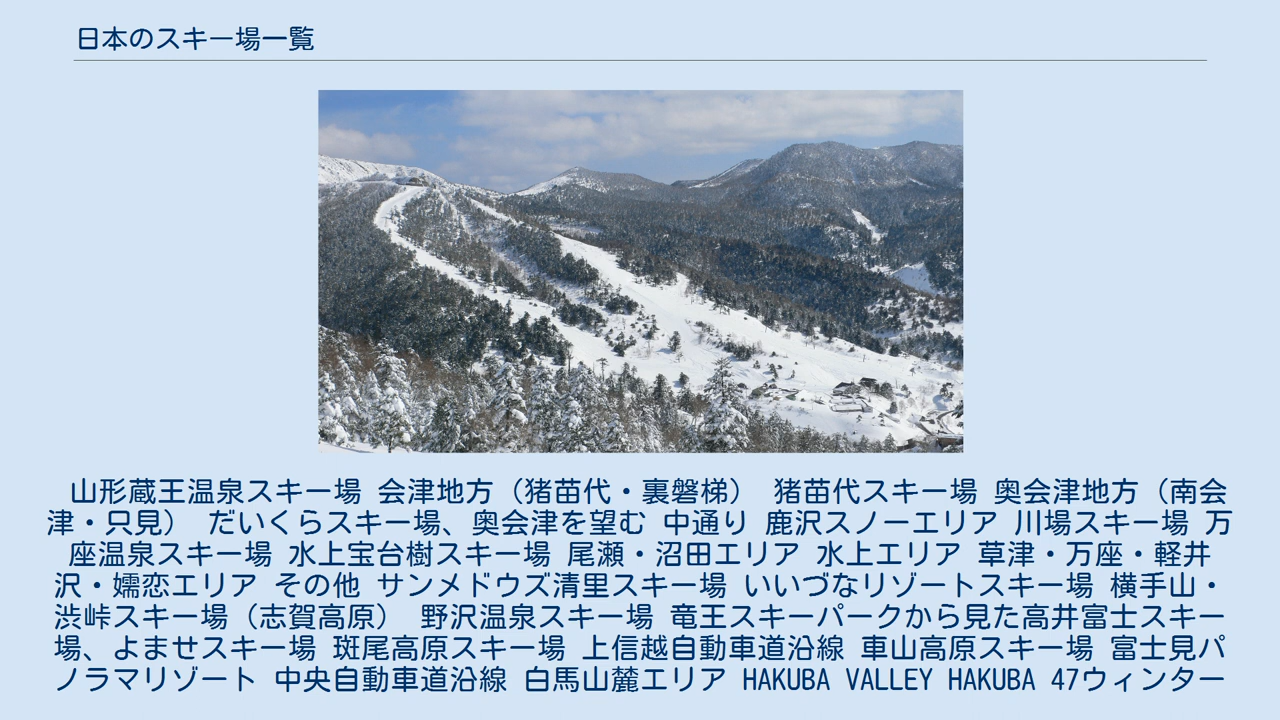 日本のスキー場一覧
山形蔵王温泉スキー場 会津地方（猪苗代・裏磐梯） 猪苗代スキー場 奥会津地方（南会
津・只見） だいくらスキー場、奥会津を望む 中通り 鹿沢スノーエリア 川場スキー場 万
座温泉スキー場 水上宝台樹スキー場 尾瀬・沼田エリア 水上エリア 草津・万座・軽井
沢・嬬恋エリア その他 サンメドウズ清里スキー場 いいづなリゾートスキー場 横手山・
渋峠スキー場（志賀高原） 野沢温泉スキー場 竜王スキーパークから見た高井富士スキー
場、よませスキー場 斑尾高原スキー場 上信越自動車道沿線 車山高原スキー場 富士見パ
ノラマリゾート 中央自動車道沿線 白馬山麓エリア HAKUBA VALLEY HAKUBA 47ウィンター